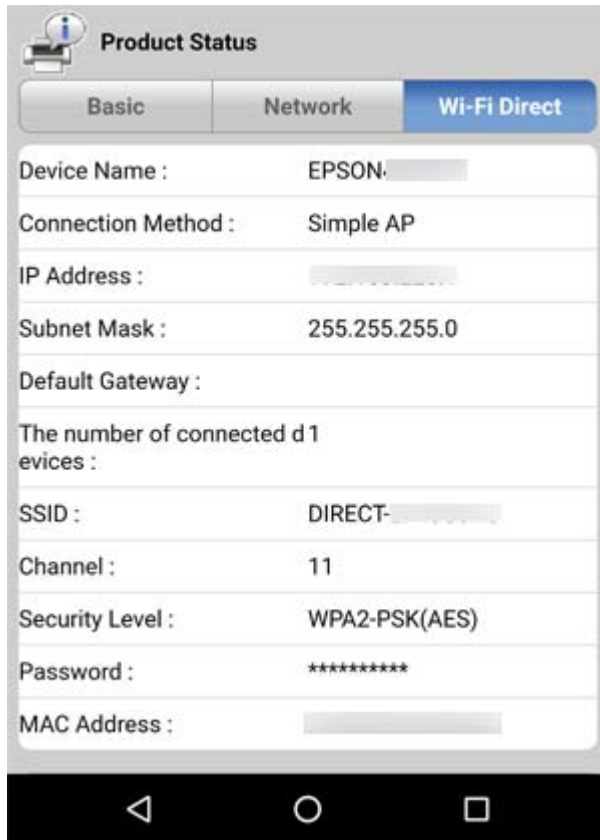 Product Status
Basic Network Wi-Fi Direct
Device Name : EPSON
Connection Method : Simple AP
IP Address :
Subnet Mask : 255.255.255.0
Default Gateway :
The number of connected d 1
evices :
SSID : DIRECT-
Channel : 11
Security Level : WPA2-PSK(AES)
Password : **********
MAC Address :